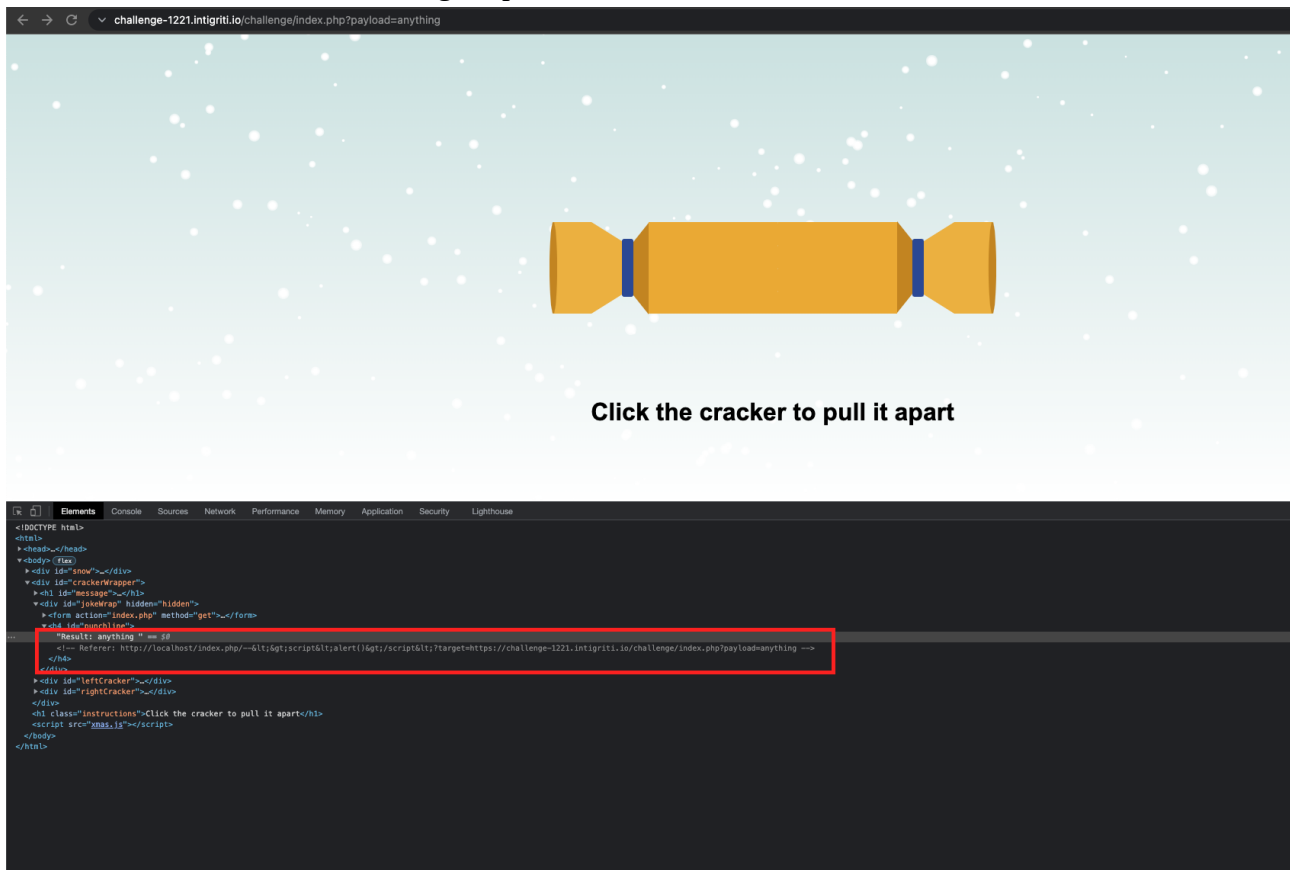 challenge-1221.intigriti.io/challenge/index.php?payload=anything
Click the cracker to pull it apart
Elements Console Sources Network Performance Memory Application Security Lighthouse
<!DOCTYPE html>
<html>
<head>…</head>
<body> flex
<div id="snow">…</div>
<div id="crackerWrapper">
<h1 id="message">…</h1>
<div id="jokeWrap" hidden="hidden">
<form action="index.php" method="get">…</form>
<h4 id="punchline">
… "Result: anything " == $0
<!-- Referer: http://localhost/index.php/--&lt;&gt;script&lt;alert()&gt;/script&lt;?target=https://challenge-1221.intigriti.io/challenge/index.php?payload=anything -->
</h4>
</div>
<div id="leftCracker">…</div>
<div id="rightCracker">…</div>
</div>
<h1 class="instructions">Click the cracker to pull it apart</h1>
<script src="xmas.js"></script>
</body>
</html>